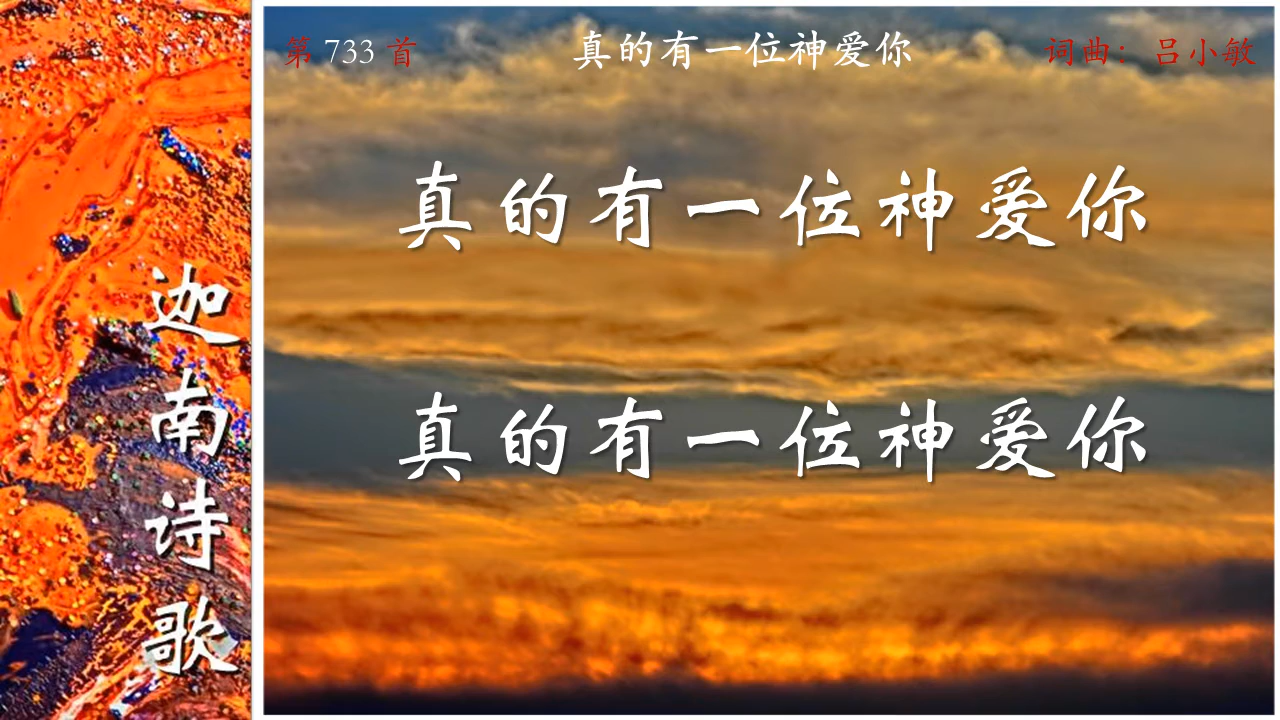 第 733 首
真的有一位神爱你
词曲：吕小敏
真的有一位神爱你
真的有一位神爱你
迦南诗歌